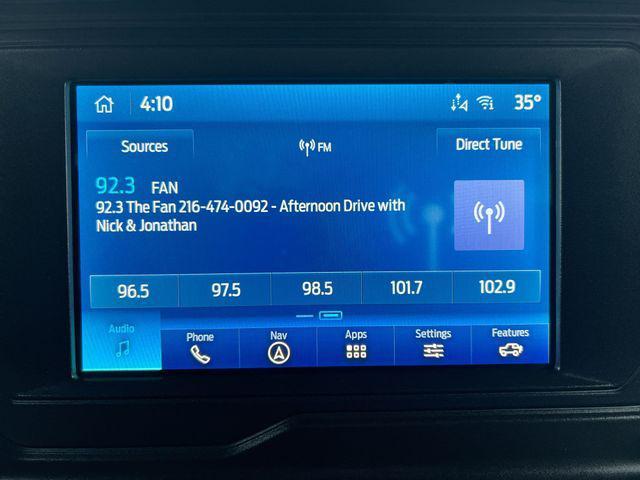 4:10 35°
Sources FM Direct Tune
92.3 FAN
92.3 The Fan 216-474-0092 - Afternoon Drive with
Nick & Jonathan
96.5 97.5 98.5 101.7 102.9
Audio Phone Nav Apps Settings Features